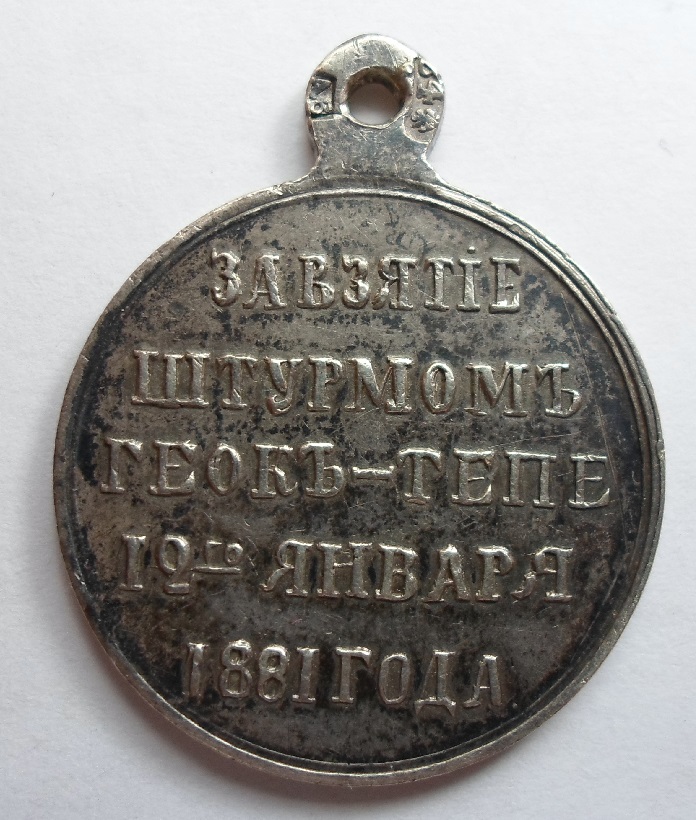 ЗА ВЗЯТІЕ
ШТУРМОМЪ
ГЕОКЪ-ТЕПЕ
12го ЯНВАРЯ
1881 ГОДА